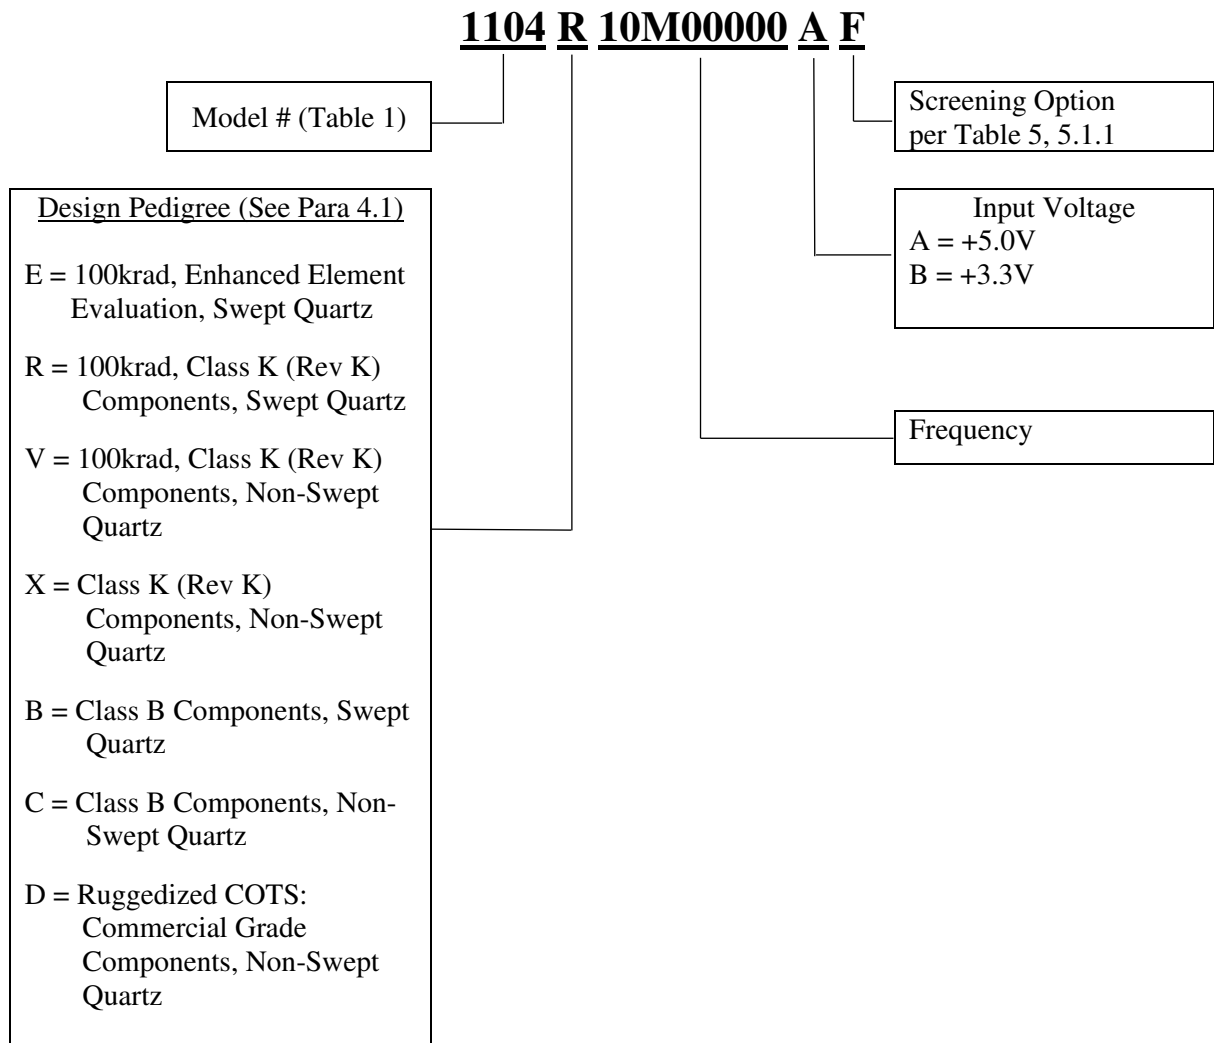 1104 R 10M00000 A F
Model # (Table 1)
Screening Option
per Table 5, 5.1.1
Design Pedigree (See Para 4.1)
E = 100krad, Enhanced Element
Evaluation, Swept Quartz
R = 100krad, Class K (Rev K)
Components, Swept Quartz
V = 100krad, Class K (Rev K)
Components, Non-Swept
Quartz
X = Class K (Rev K)
Components, Non-Swept
Quartz
B = Class B Components, Swept
Quartz
C = Class B Components, Non-
Swept Quartz
D = Ruggedized COTS:
Commercial Grade
Components, Non-Swept
Quartz
Input Voltage
A = +5.0V
B = +3.3V
Frequency